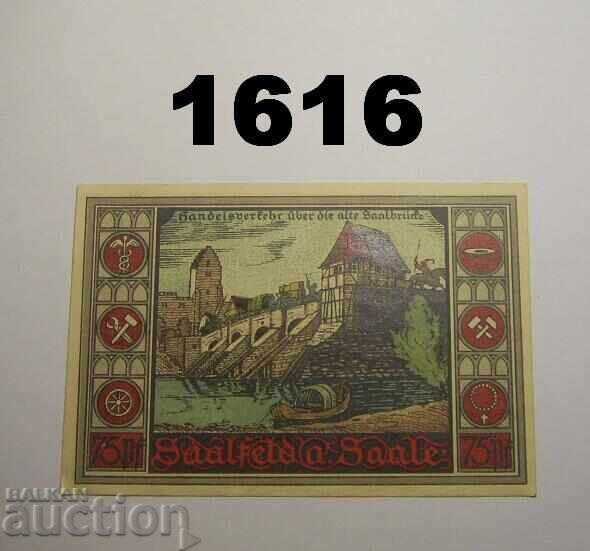 1616
Handelsverkehr über die alte Saalbrücke
75 Pf Saalfeld a. Saale 75 Pf
BALKAN
auction